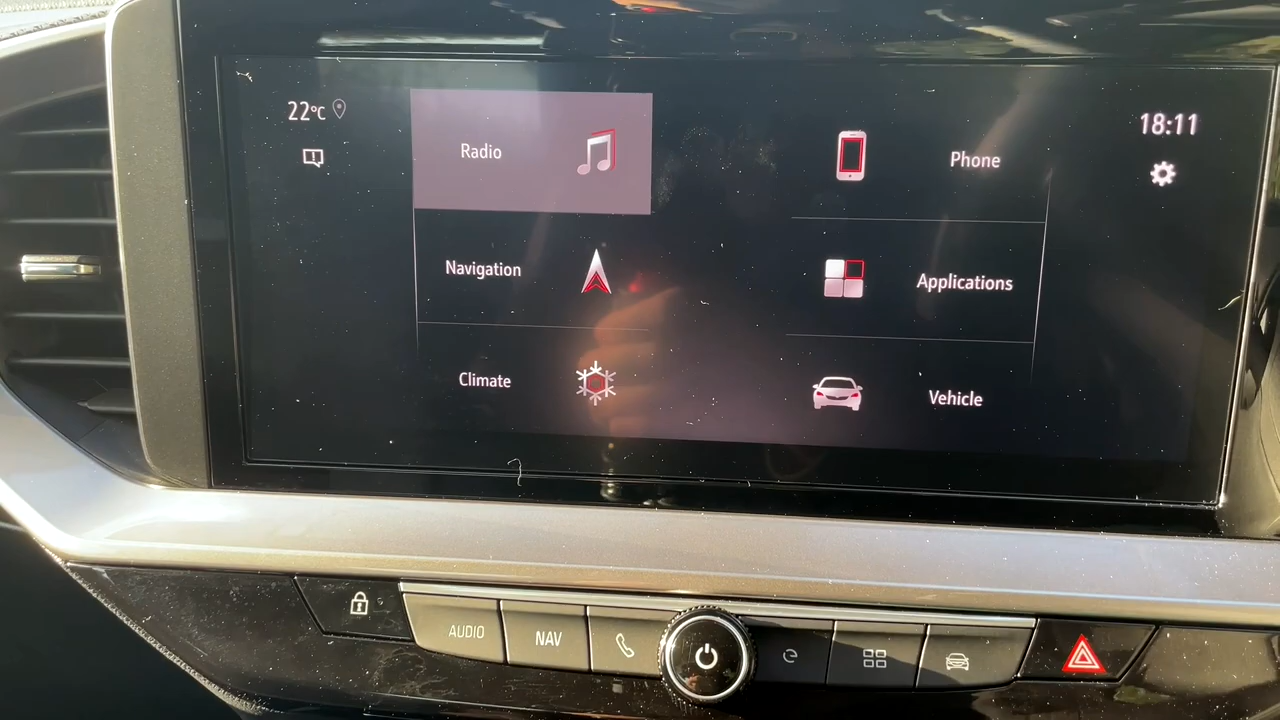 22°C
18:11
Radio
Phone
Navigation
Applications
Climate
Vehicle
AUDIO
NAV